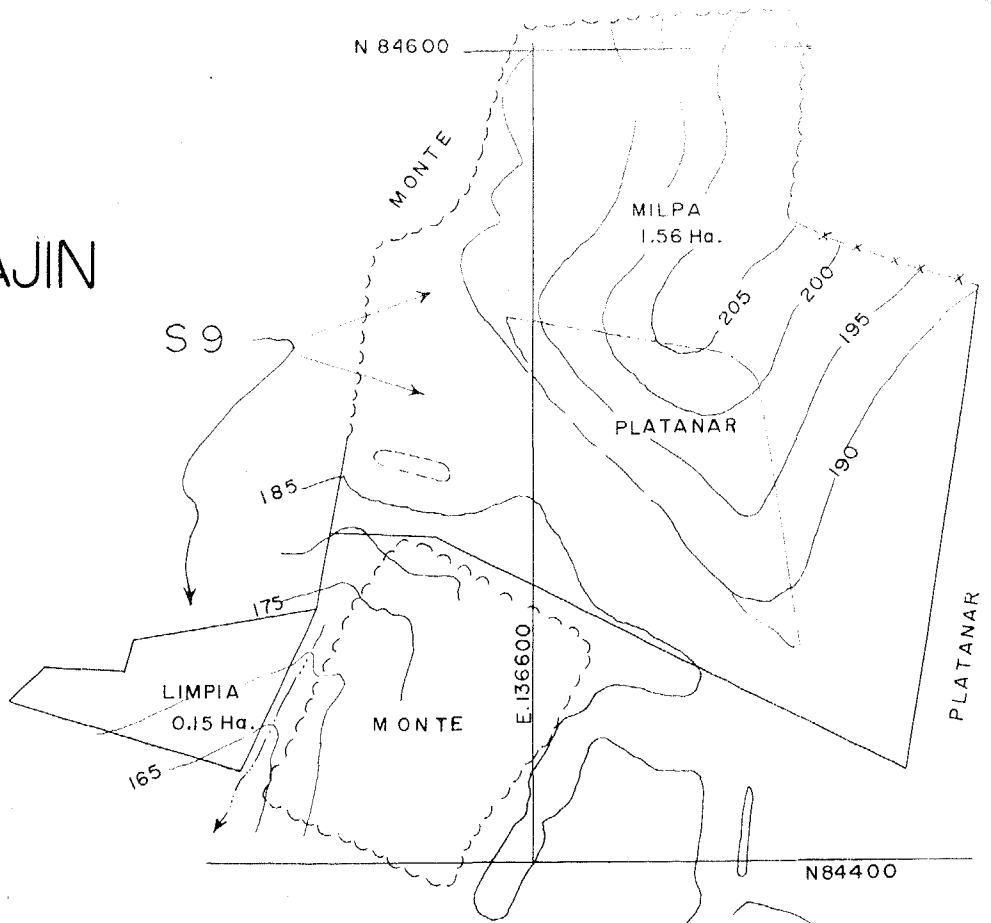 N 84600
MONTE
MILPA
1.56 Ha.
AJIN
S 9
205
200
195
190
PLATANAR
185
175
PLATANAR
E. 136600
LIMPIA
0.15 Ha.
MONTE
165
N84400